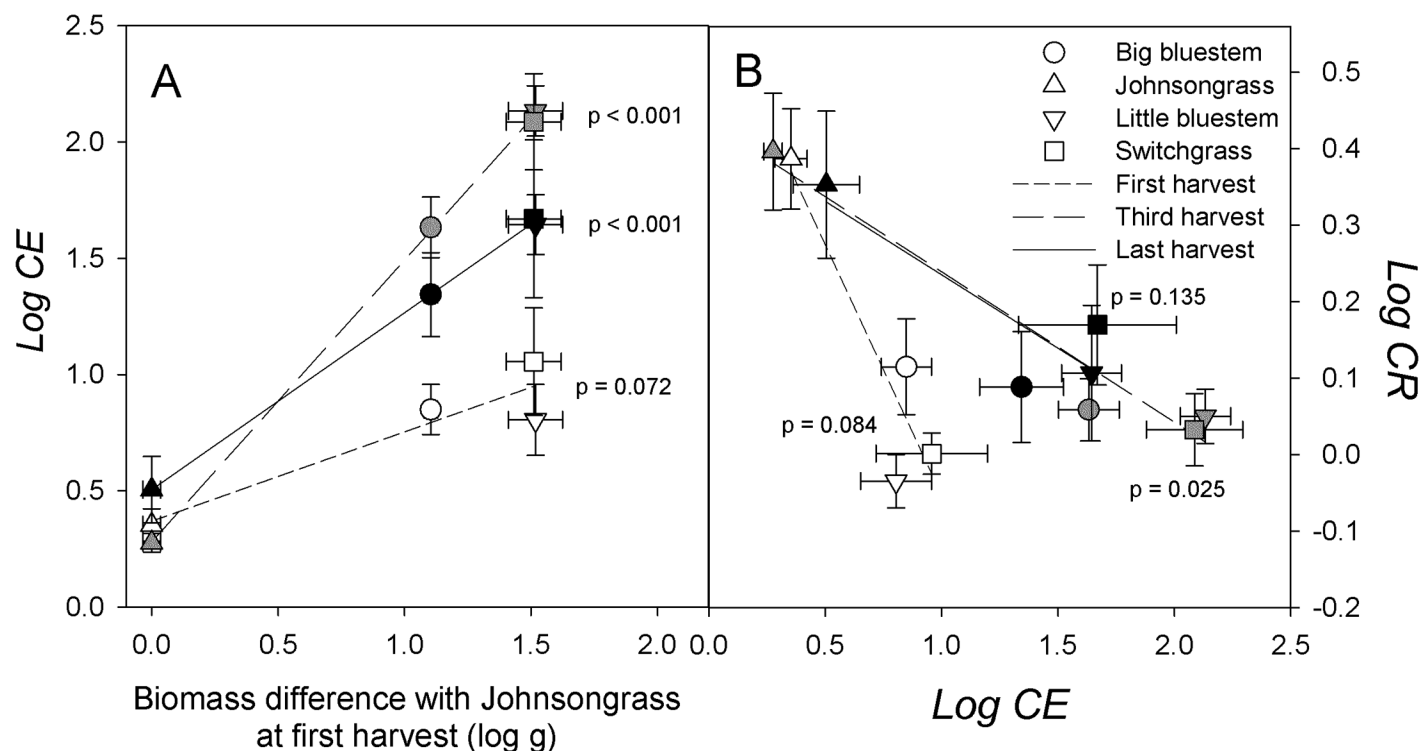 2.5
2.0
1.5
1.0
0.5
0.0
Log CE
A
p < 0.001
p < 0.001
p = 0.072
0.0 0.5 1.0 1.5 2.0
Biomass difference with Johnsongrass
at first harvest (log g)
B
Big bluestem
Johnsongrass
Little bluestem
Switchgrass
First harvest
Third harvest
Last harvest
p = 0.135
p = 0.084
p = 0.025
0.5
0.4
0.3
0.2
0.1
0.0
-0.1
-0.2
Log CR
0.0 0.5 1.0 1.5 2.0 2.5
Log CE